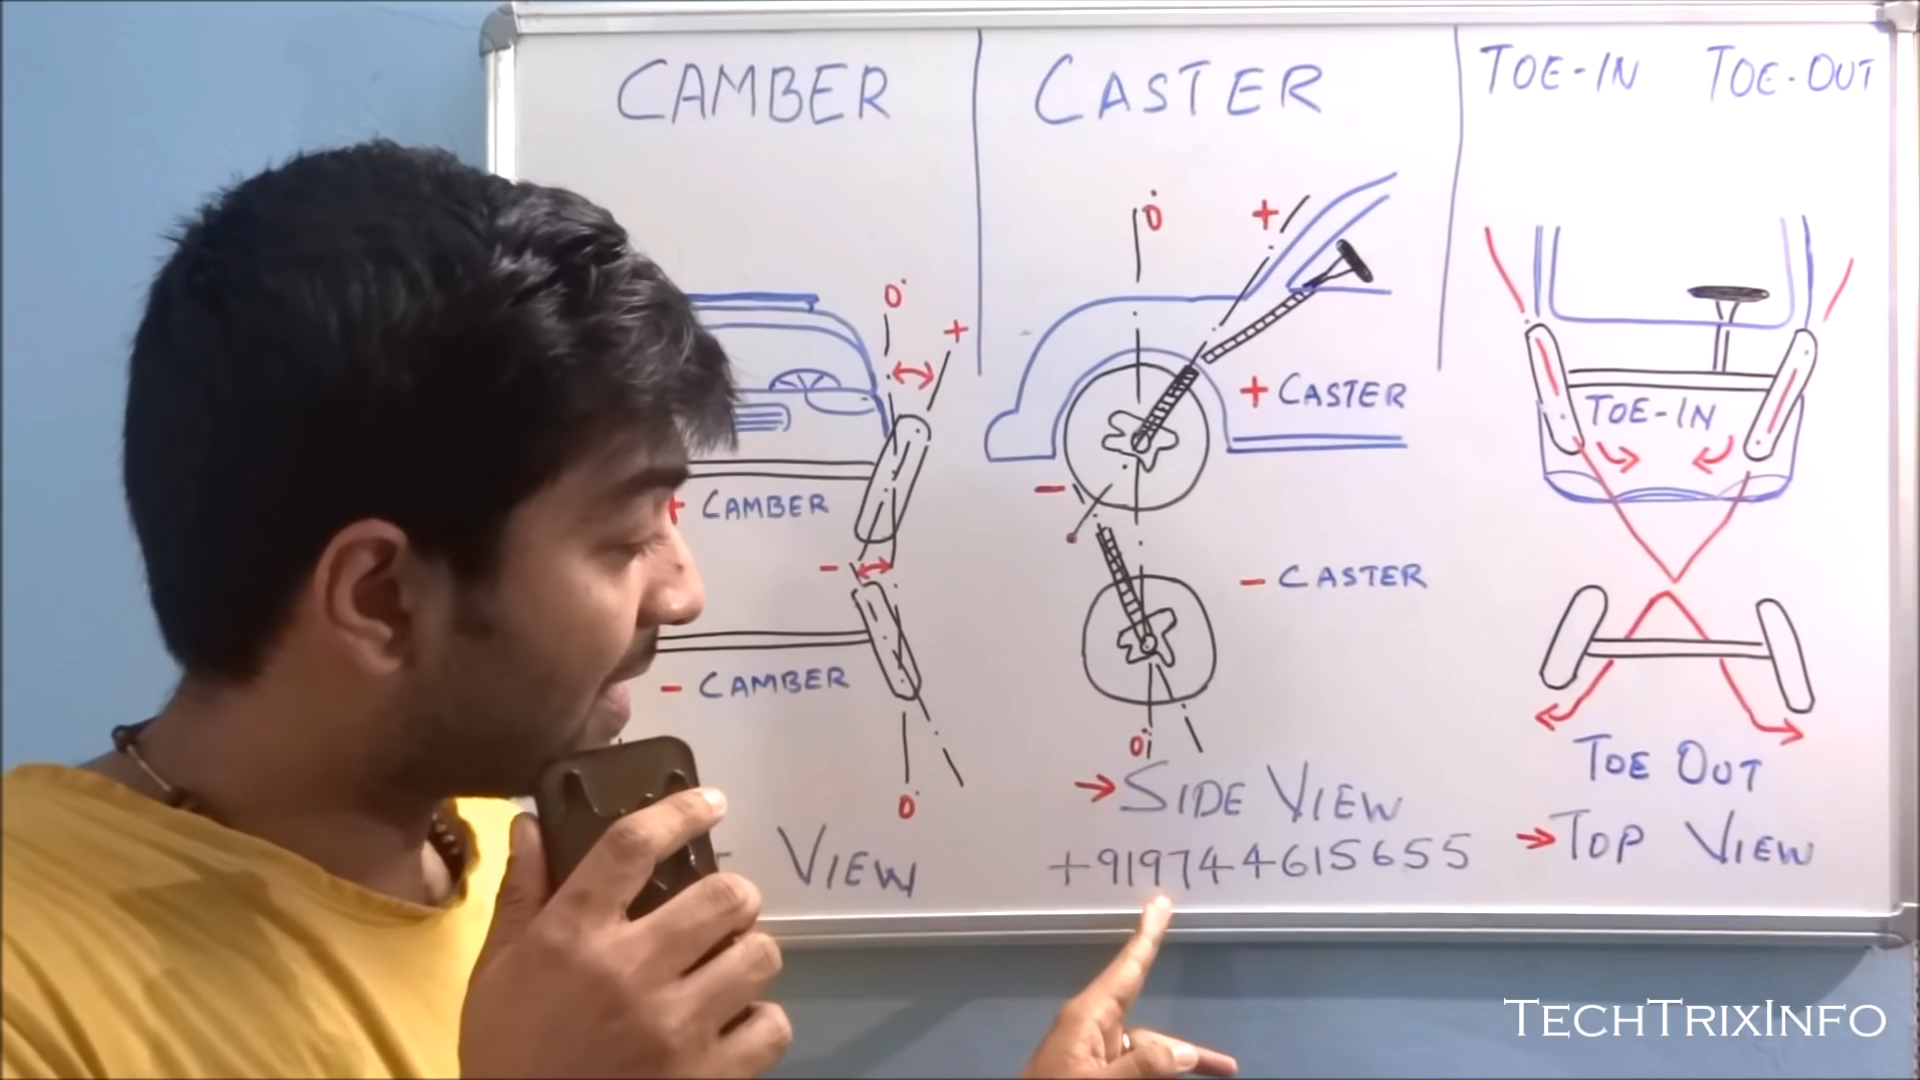 CAMBER
CASTER
TOE-IN TOE-OUT
0°
+
+ CAMBER
-
- CAMBER
0°
VIEW
0°
+
+ CASTER
-
- CASTER
0°
→ SIDE VIEW
+919744615655
TOE-IN
TOE OUT
→ TOP VIEW
TECHTRIXINFO